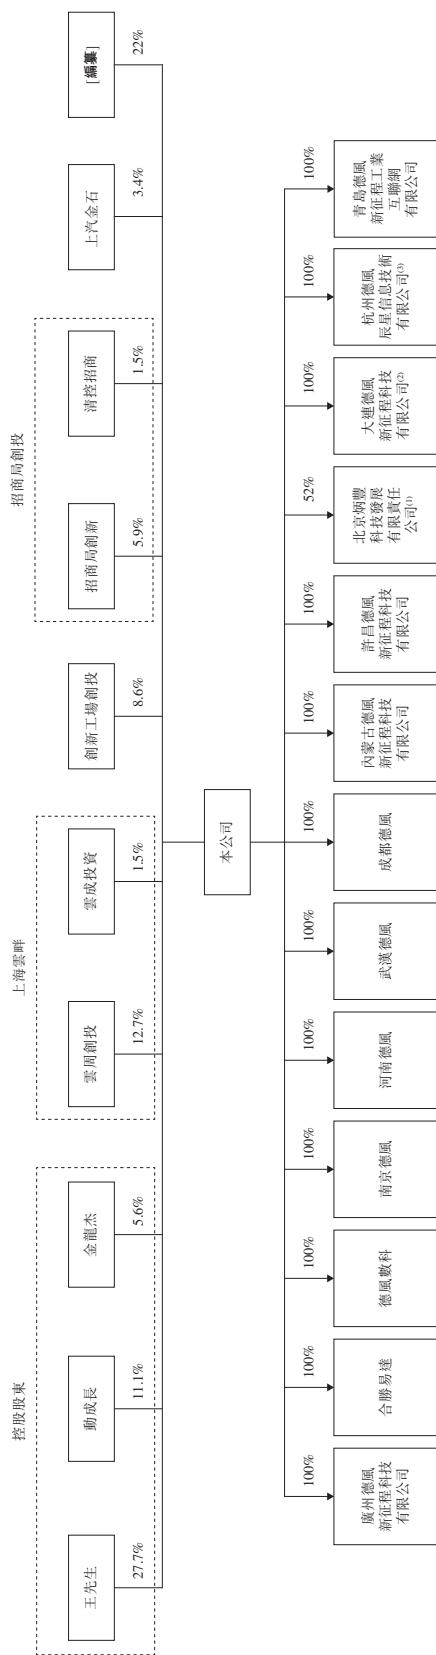 控股股東
上海雲畔
招商局創投
王先生
動成長
金龍杰
雲周創投
雲成投資
創新工場創投
招商局創新
清控招商
上汽金石
[編纂]
27.7%
11.1%
5.6%
12.7%
1.5%
8.6%
5.9%
1.5%
3.4%
22%
本公司
100%
100%
100%
100%
100%
100%
100%
100%
100%
52%
100%
100%
100%
廣州德風
新征程科技
有限公司
合勝易達
德風數科
南京德風
河南德風
武漢德風
成都德風
內蒙古德風
新征程科技
有限公司
許昌德風
新征程科技
有限公司
北京炳豐
科技發展
有限責任
公司(1)
大連德風
新征程科技
有限公司(2)
杭州德風
辰星信息技術
有限公司(3)
青島德風
新征程工業
互聯網
有限公司